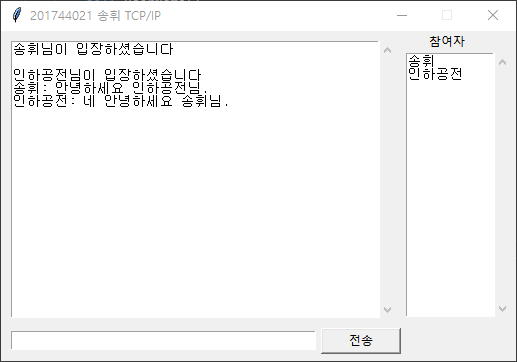 201744021 송휘 TCP/IP
송휘님이 입장하셨습니다
인하공전님이 입장하셨습니다
송휘: 안녕하세요 인하공전님.
인하공전: 네 안녕하세요 송휘님.
참여자
송휘
인하공전
전송